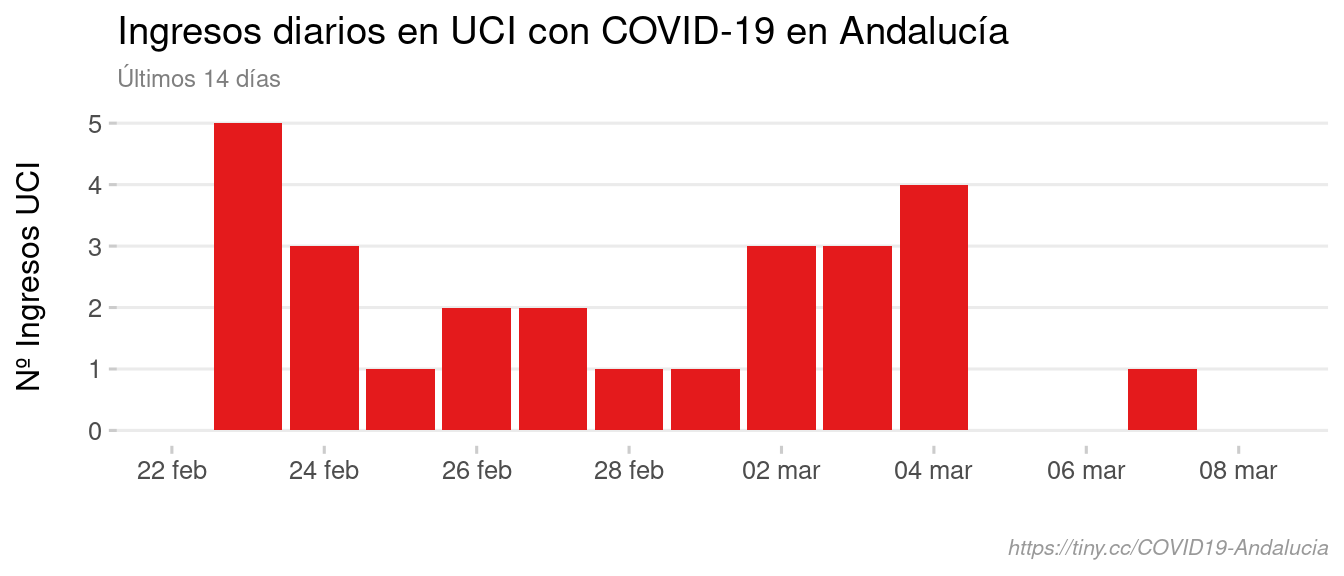 Ingresos diarios en UCI con COVID-19 en Andalucía
Últimos 14 días
Nº Ingresos UCI
5
4
3
2
1
0
22 feb 24 feb 26 feb 28 feb 02 mar 04 mar 06 mar 08 mar
https://tiny.cc/COVID19-Andalucia